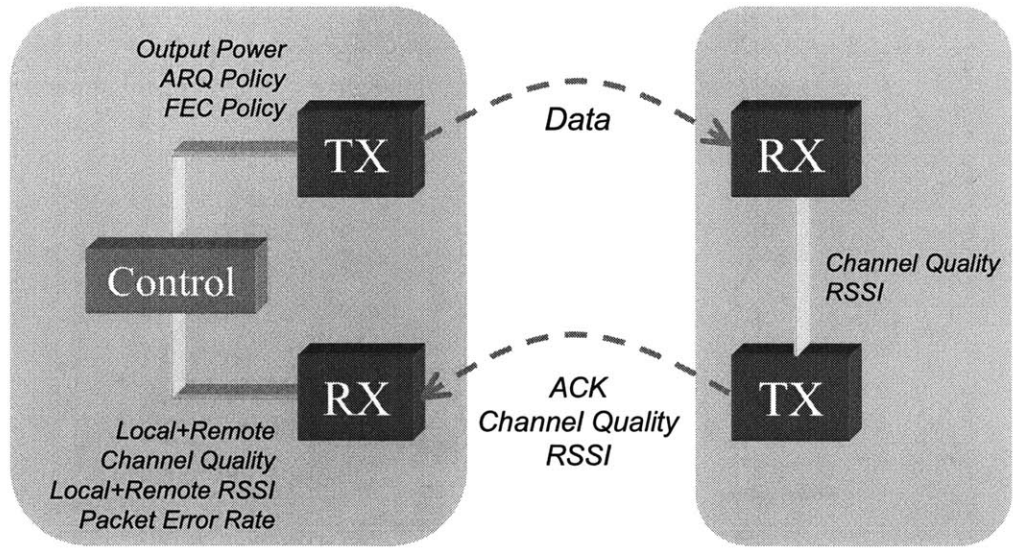 Output Power
ARQ Policy
FEC Policy
TX
Data
RX
Control
Channel Quality
RSSI
RX
ACK
Channel Quality
RSSI
TX
Local+Remote
Channel Quality
Local+Remote RSSI
Packet Error Rate